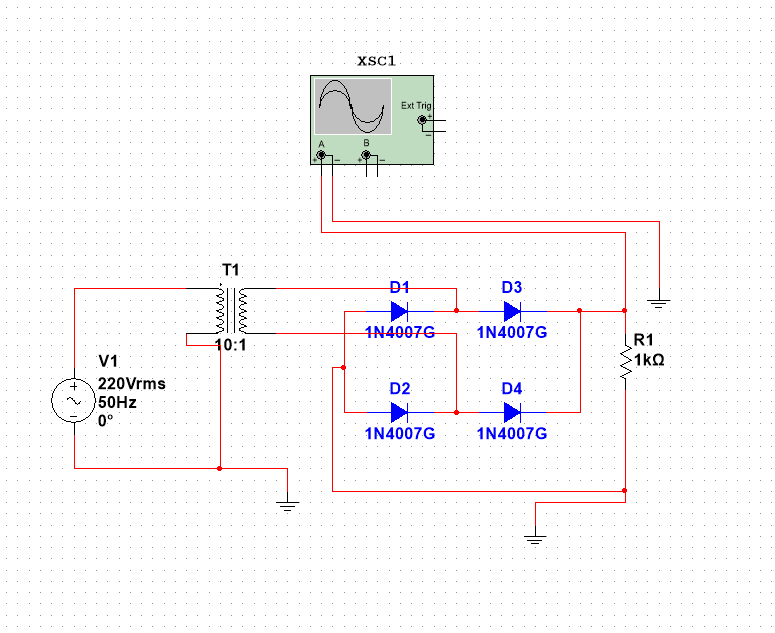 XSC1
Ext Trig
+
−
A
B
+ − + −
T1
10:1
V1
220Vrms
50Hz
0°
+
−
D1
1N4007G
D3
1N4007G
R1
1kΩ
D2
1N4007G
D4
1N4007G